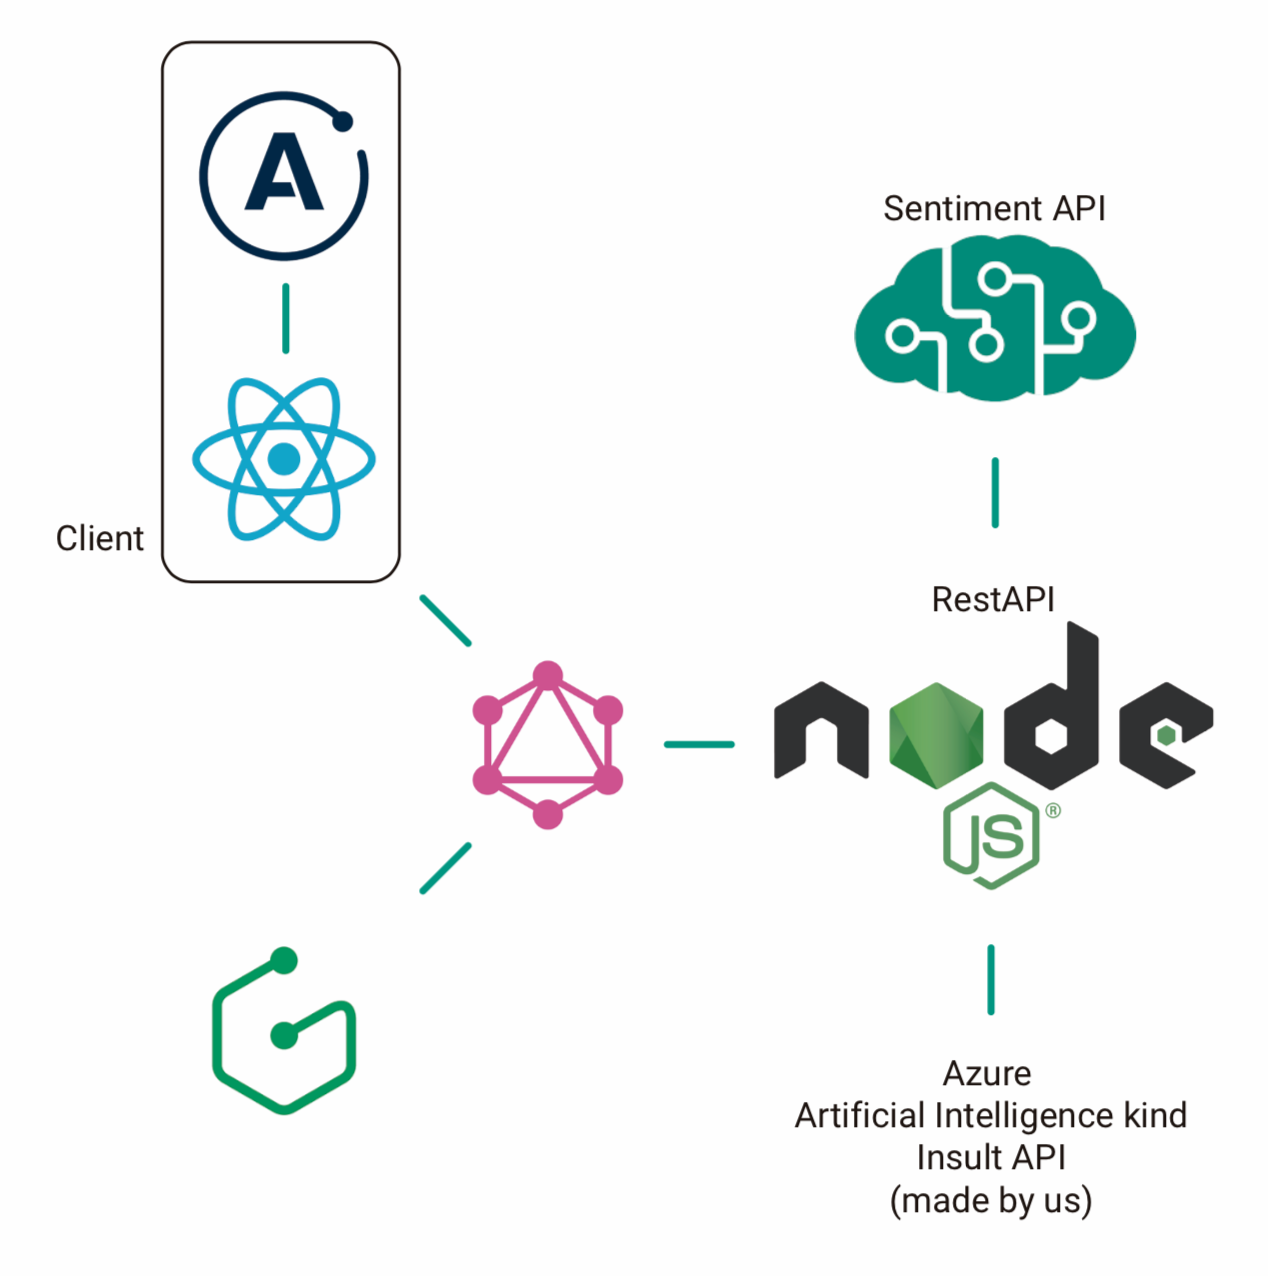 A
Client
Sentiment API
RestAPI
node
JS®
Azure
Artificial Intelligence kind
Insult API
(made by us)